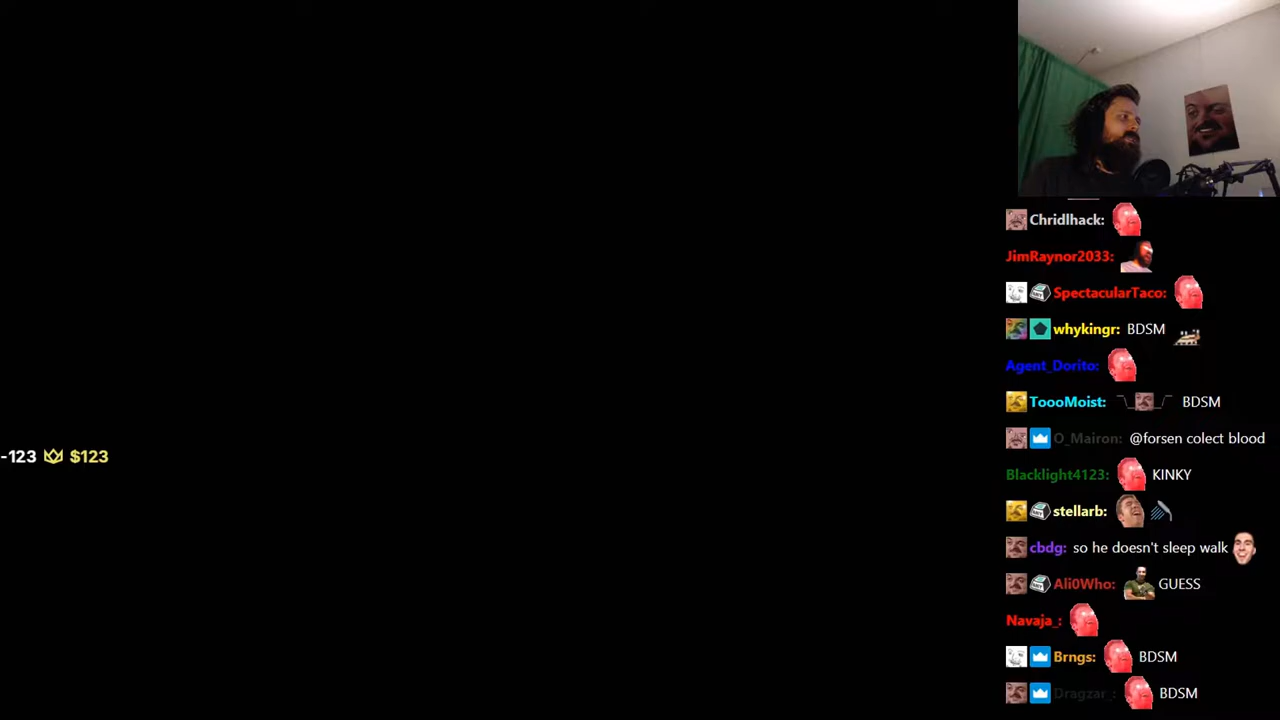 Chridlhack:
JimRaynor2033:
SpectacularTaco:
whykingr: BDSM
Agent_Dorito:
ToooMoist: BDSM
O_Mairon: @forsen colect blood
-123 $123
Blacklight4123: KINKY
stellarb:
cbdg: so he doesn't sleep walk
Ali0Who: GUESS
Navaja_:
Brngs: BDSM
Dragzar_: BDSM